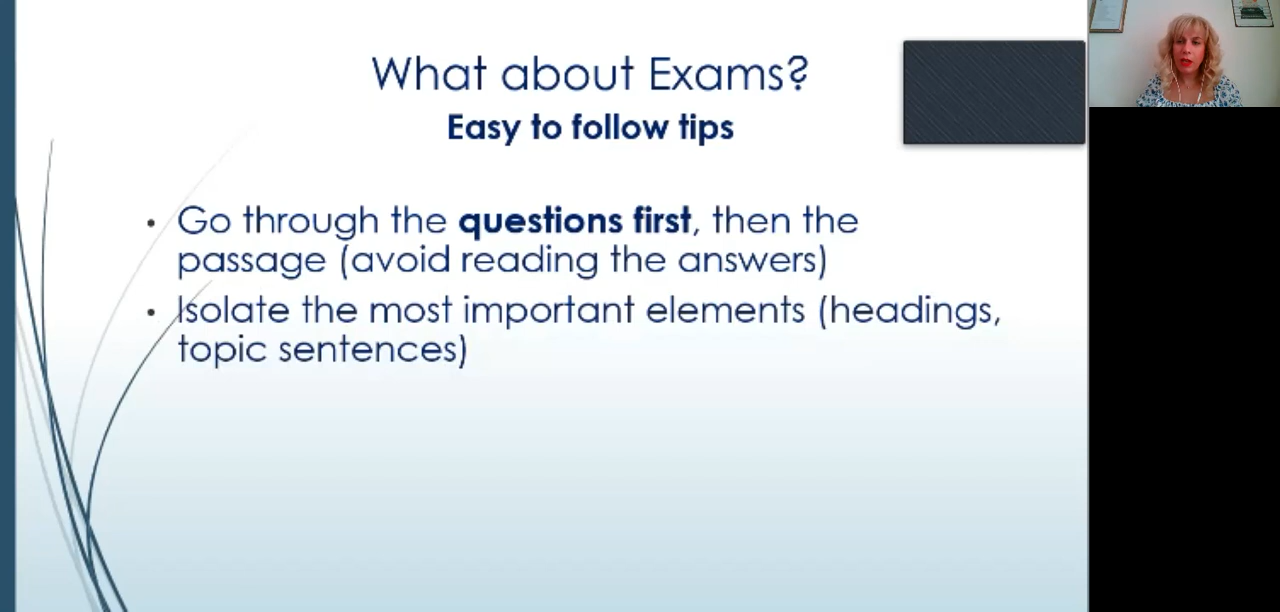 What about Exams?
Easy to follow tips
• Go through the questions first, then the
passage (avoid reading the answers)
• Isolate the most important elements (headings,
topic sentences)